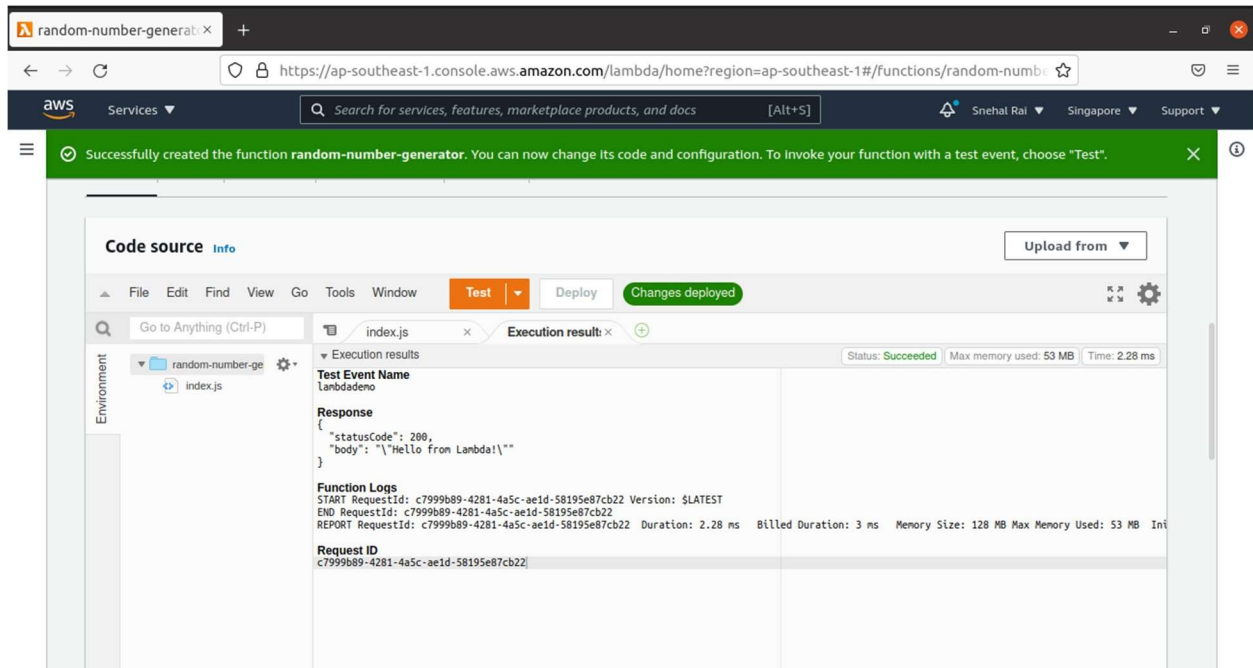 random-number-generato
https://ap-southeast-1.console.aws.amazon.com/lambda/home?region=ap-southeast-1#/functions/random-numbe
aws Services Search for services, features, marketplace products, and docs [Alt+S] Snehal Rai Singapore Support
Successfully created the function random-number-generator. You can now change its code and configuration. To invoke your function with a test event, choose "Test".
Code source Info Upload from
File Edit Find View Go Tools Window Test Deploy Changes deployed
Go to Anything (Ctrl-P) index.js Execution result
Environment
random-number-ge
index.js
Execution results Status: Succeeded Max memory used: 53 MB Time: 2.28 ms
Test Event Name
lambdademo
Response
{
"statusCode": 200,
"body": "\"Hello from Lambda!\""
}
Function Logs
START RequestId: c7999b89-4281-4a5c-ae1d-58195e87cb22 Version: $LATEST
END RequestId: c7999b89-4281-4a5c-ae1d-58195e87cb22
REPORT RequestId: c7999b89-4281-4a5c-ae1d-58195e87cb22 Duration: 2.28 ms Billed Duration: 3 ms Memory Size: 128 MB Max Memory Used: 53 MB Ini
Request ID
c7999b89-4281-4a5c-ae1d-58195e87cb22